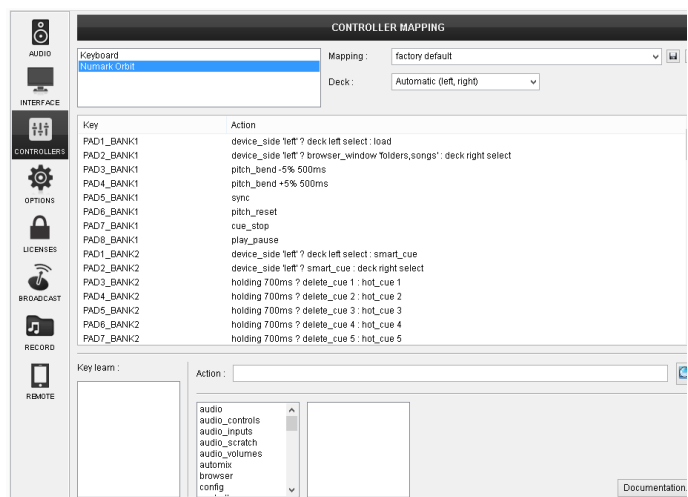 CONTROLLER MAPPING
AUDIO
INTERFACE
CONTROLLERS
OPTIONS
LICENSES
BROADCAST
RECORD
REMOTE
Keyboard
Numark Orbit
Mapping : factory default
Deck : Automatic (left, right)
Key Action
PAD1_BANK1 device_side 'left' ? deck left select : load
PAD2_BANK1 device_side 'left' ? browser_window 'folders,songs' : deck right select
PAD3_BANK1 pitch_bend -5% 500ms
PAD4_BANK1 pitch_bend +5% 500ms
PAD5_BANK1 sync
PAD6_BANK1 pitch_reset
PAD7_BANK1 cue_stop
PAD8_BANK1 play_pause
PAD1_BANK2 device_side 'left' ? deck left select : smart_cue
PAD2_BANK2 device_side 'left' ? smart_cue : deck right select
PAD3_BANK2 holding 700ms ? delete_cue 1 : hot_cue 1
PAD4_BANK2 holding 700ms ? delete_cue 2 : hot_cue 2
PAD5_BANK2 holding 700ms ? delete_cue 3 : hot_cue 3
PAD6_BANK2 holding 700ms ? delete_cue 4 : hot_cue 4
PAD7_BANK2 holding 700ms ? delete_cue 5 : hot_cue 5
Key learn :
Action :
audio
audio_controls
audio_inputs
audio_scratch
audio_volumes
automix
browser
config
Documentation.